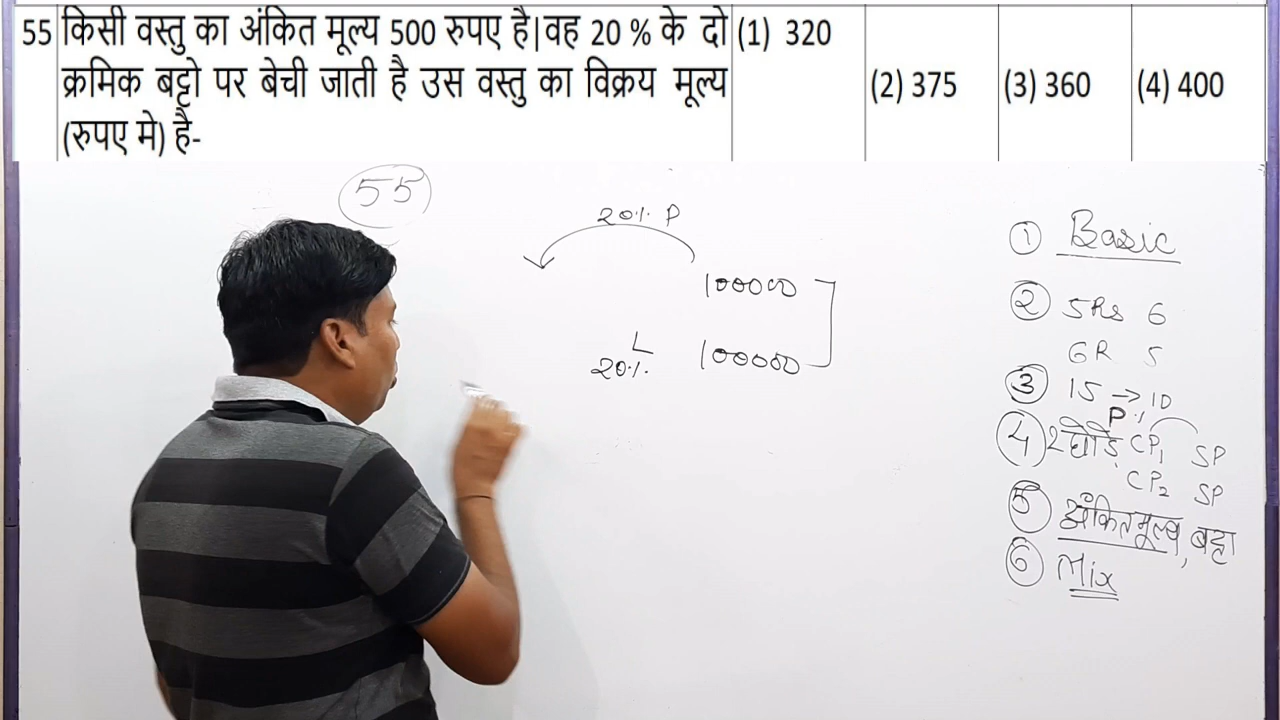 55 किसी वस्तु का अंकित मूल्य 500 रुपए है|वह 20 % के दो
क्रमिक बट्टो पर बेची जाती है उस वस्तु का विक्रय मूल्य
(रुपए मे) है-
(1) 320
(2) 375
(3) 360
(4) 400
55
20% P
100000
L
20% 100000
① Basic
② 5Rs 6
6R 5
③ 15 → 10
P%
④ 2 घोड़े CP₁ SP
CP₂ SP
⑤ अंकितमूल्य, बट्टा
⑥ Mix